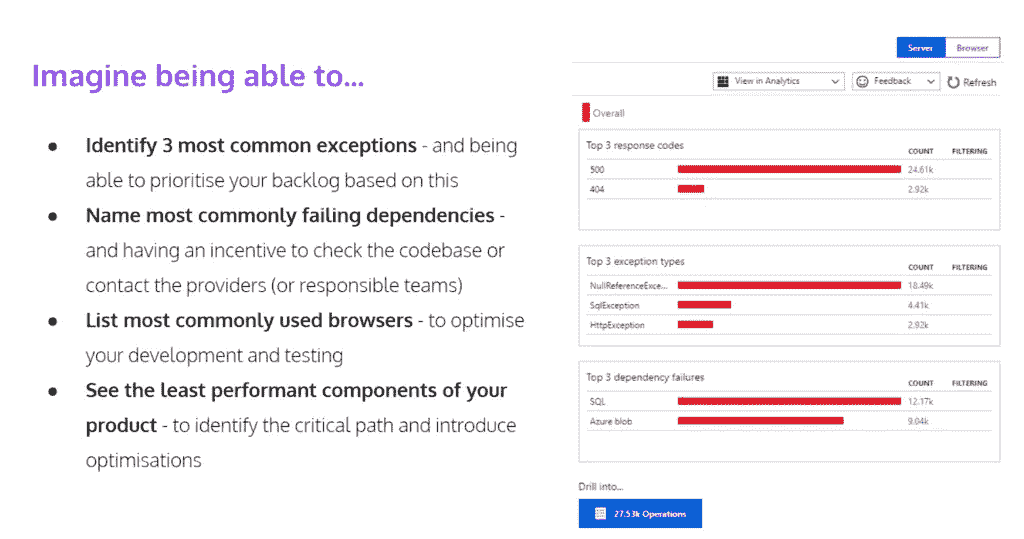 Imagine being able to...
● Identify 3 most common exceptions - and being
able to prioritise your backlog based on this
● Name most commonly failing dependencies -
and having an incentive to check the codebase or
contact the providers (or responsible teams)
● List most commonly used browsers - to optimise
your development and testing
● See the least performant components of your
product - to identify the critical path and introduce
optimisations
Server Browser
View in Analytics Feedback Refresh
Overall
Top 3 response codes COUNT FILTERING
500 24.61k
404 2.92k
Top 3 exception types COUNT FILTERING
NullReferenceExce... 18.49k
SqlException 4.41k
HttpException 2.92k
Top 3 dependency failures COUNT FILTERING
SQL 12.17k
Azure blob 9.04k
Drill into...
27.53k Operations